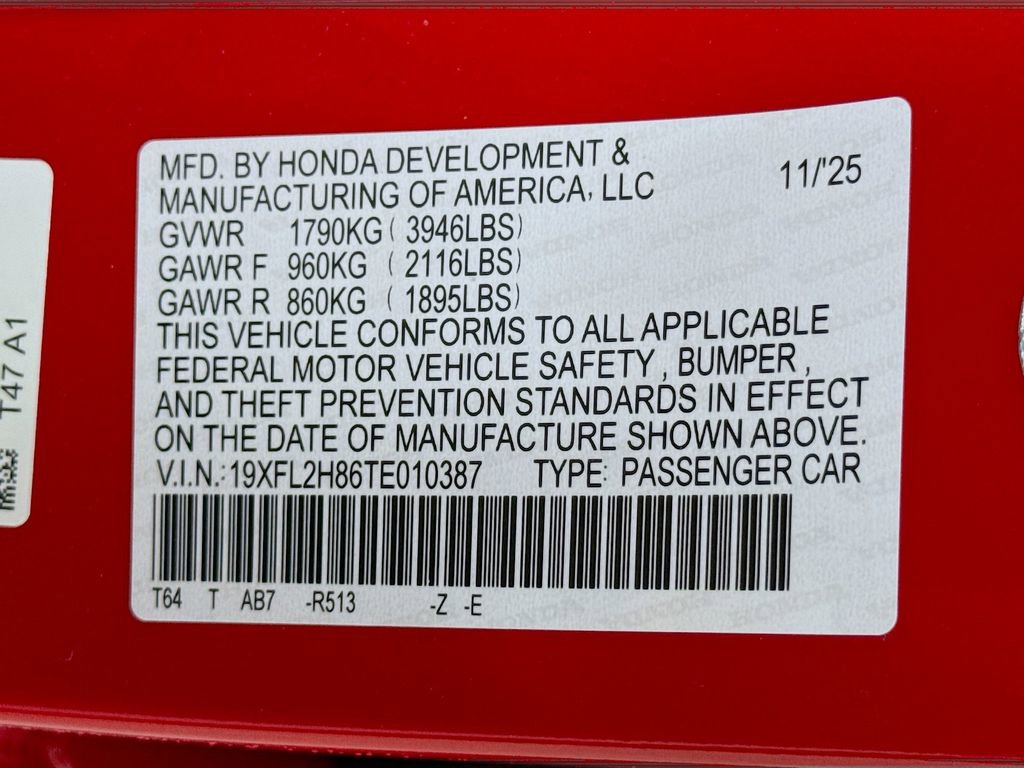 MFD. BY HONDA DEVELOPMENT &
MANUFACTURING OF AMERICA, LLC 11/'25
GVWR 1790KG ( 3946LBS)
GAWR F 960KG ( 2116LBS)
GAWR R 860KG ( 1895LBS)
THIS VEHICLE CONFORMS TO ALL APPLICABLE
FEDERAL MOTOR VEHICLE SAFETY , BUMPER ,
AND THEFT PREVENTION STANDARDS IN EFFECT
ON THE DATE OF MANUFACTURE SHOWN ABOVE.
V.I.N.: 19XFL2H86TE010387 TYPE: PASSENGER CAR
T64 T AB7 -R513 -Z -E
T47 A1